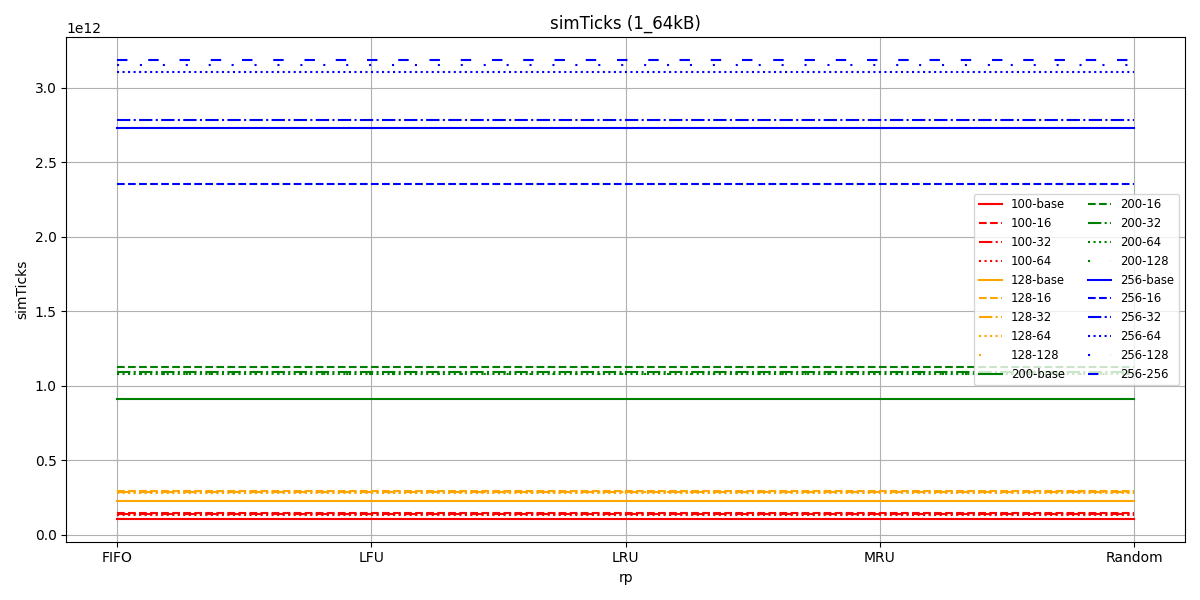 simTicks (1_64kB)
1e12
3.0
2.5
2.0
1.5
1.0
0.5
0.0
simTicks
FIFO
LFU
LRU
MRU
Random
rp
100-base
100-16
100-32
100-64
128-base
128-16
128-32
128-64
128-128
200-base
200-16
200-32
200-64
200-128
256-base
256-16
256-32
256-64
256-128
256-256